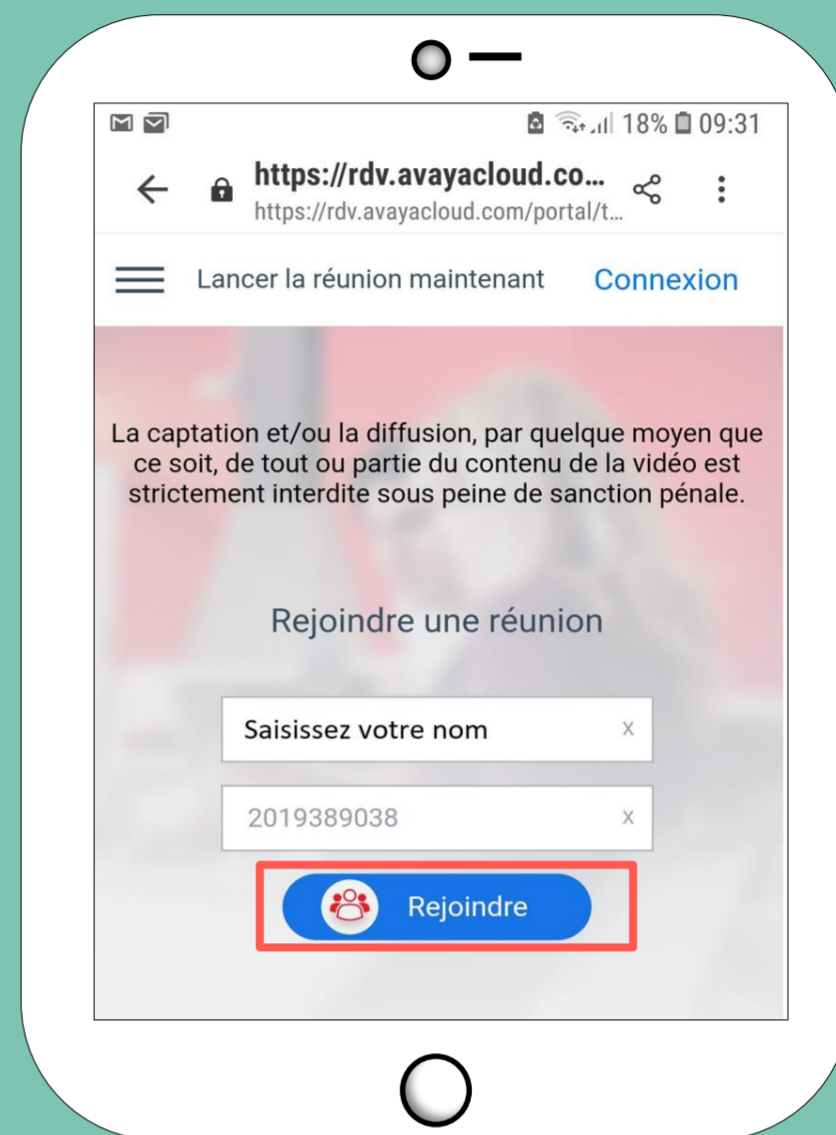 18% 09:31
https://rdv.avayacloud.co...
https://rdv.avayacloud.com/portal/t...
Lancer la réunion maintenant Connexion
La captation et/ou la diffusion, par quelque moyen que
ce soit, de tout ou partie du contenu de la vidéo est
strictement interdite sous peine de sanction pénale.
Rejoindre une réunion
Saisissez votre nom x
2019389038 x
Rejoindre